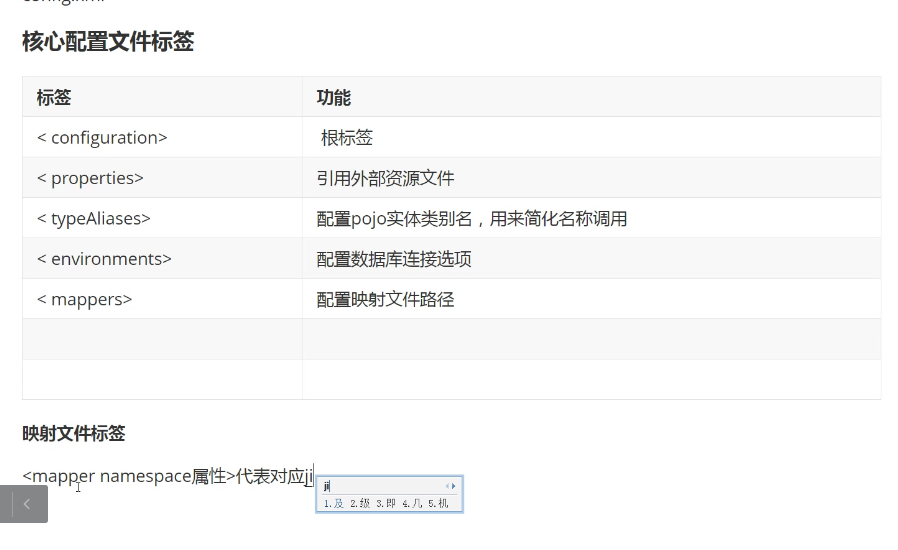 核心配置文件标签
标签 功能
< configuration> 根标签
< properties> 引用外部资源文件
< typeAliases> 配置pojo实体类别名，用来简化名称调用
< environments> 配置数据库连接选项
< mappers> 配置映射文件路径
映射文件标签
<mapper namespace属性>代表对应ji
ji
1.及 2.级 3.即 4.几 5.机